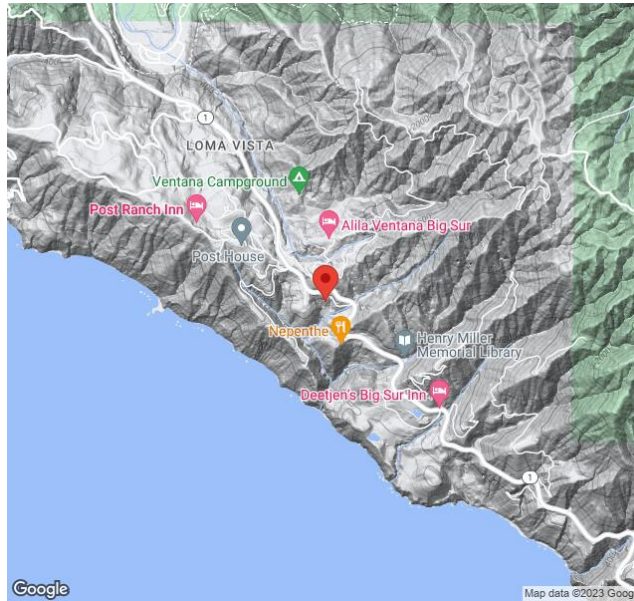 1
LOMA VISTA
2000
Ventana Campground
Post Ranch Inn
Alila Ventana Big Sur
Post House
Nepenthe
Henry Miller
Memorial Library
Deetjen's Big Sur Inn
1
Google
Map data ©2023 Goog